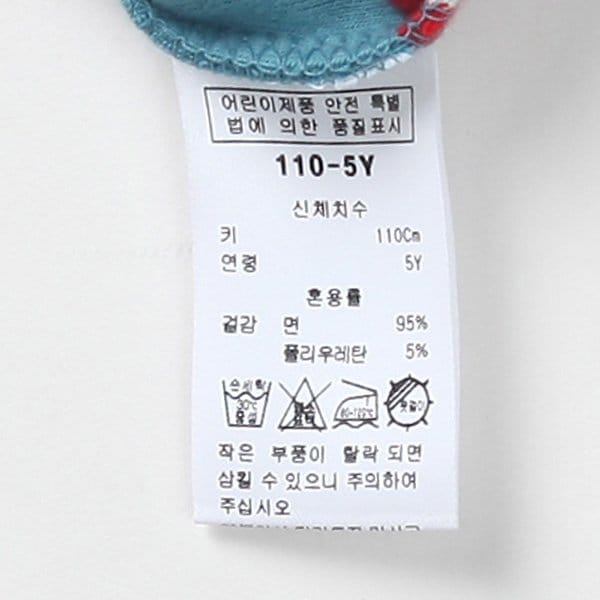 어린이제품 안전 특별
법에 의한 품질표시
110-5Y
신체치수
키 110Cm
연령 5Y
혼용률
겉감 면 95%
폴리우레탄 5%
손세탁
30℃
중성
80-120℃
옷걸이
작은 부품이 탈락 되면
삼킬 수 있으니 주의하여
주십시오